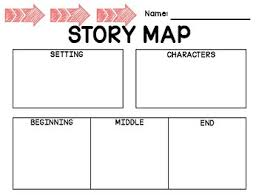 Name:
STORY MAP
SETTING CHARACTERS
BEGINNING MIDDLE END